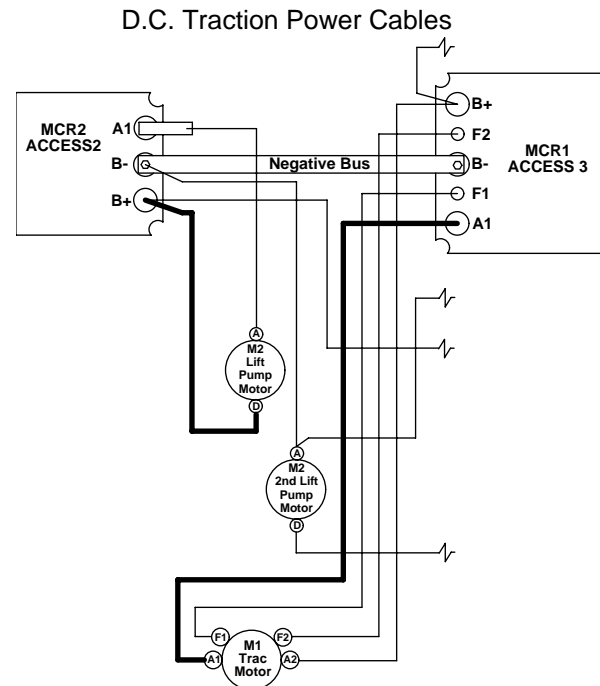 D.C. Traction Power Cables
MCR2
ACCESS2
A1
B-
B+
Negative Bus
B+
F2
B-
F1
A1
MCR1
ACCESS 3
A
M2
Lift
Pump
Motor
D
A
M2
2nd Lift
Pump
Motor
D
F1
F2
A1
A2
M1
Trac
Motor